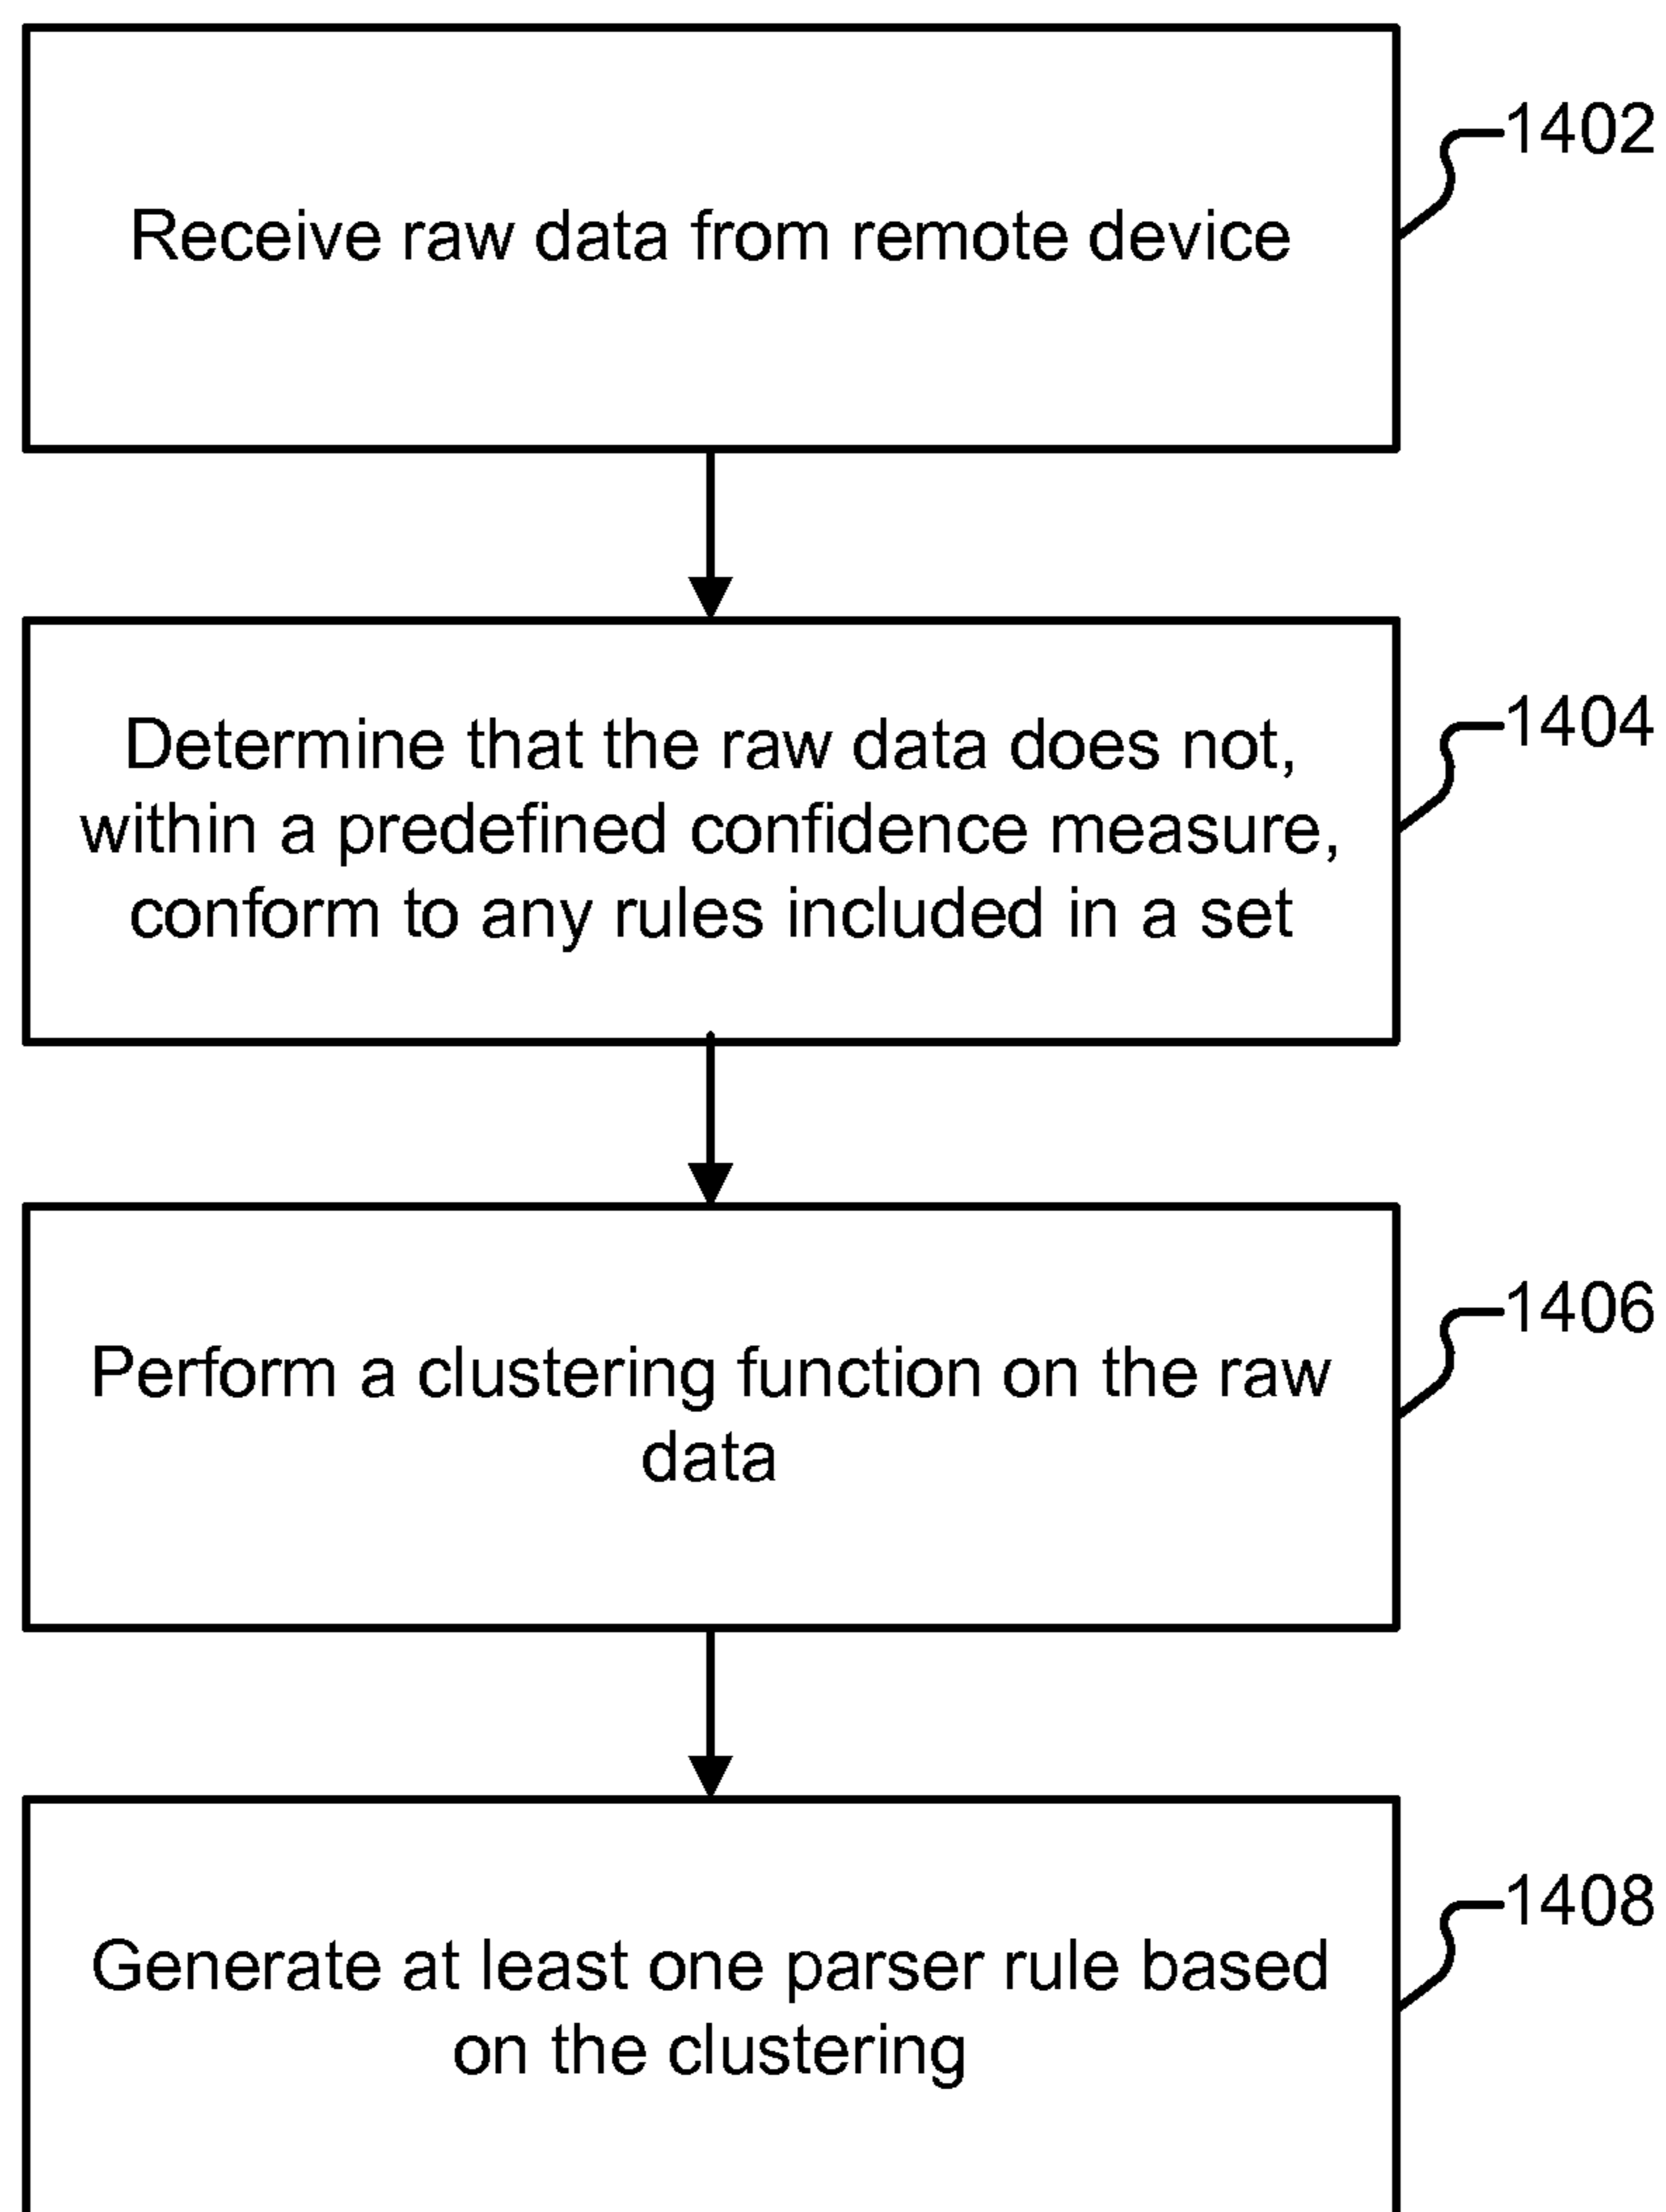 Receive raw data from remote device
1402
Determine that the raw data does not,
within a predefined confidence measure,
conform to any rules included in a set
1404
Perform a clustering function on the raw
data
1406
Generate at least one parser rule based
on the clustering
1408